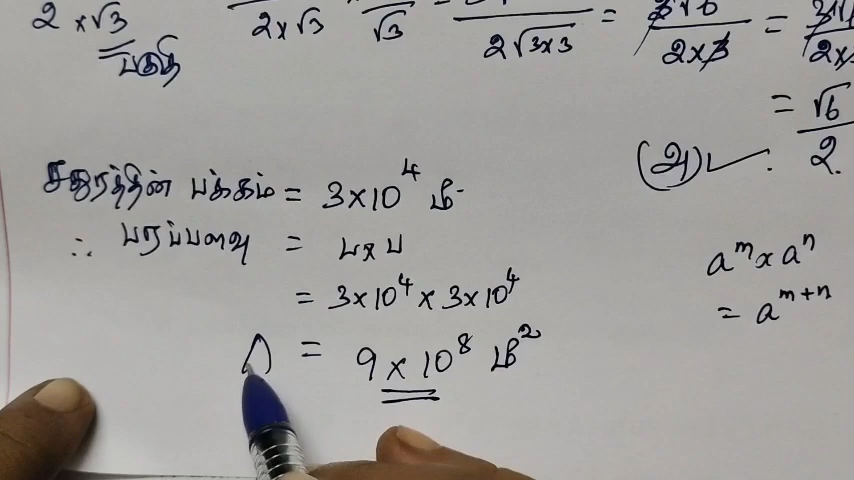 2 × √3
பகுதி
2 × √3
√3
2√3×3
=
2×3
=
= √6/2.
(அ) ✓.
சதுரத்தின் பக்கம் = 3×10⁴ மீ
∴ பரப்பளவு = ப×ப
= 3×10⁴ × 3×10⁴
= 9 × 10⁸ மீ²
aᵐ × aⁿ
= aᵐ⁺ⁿ